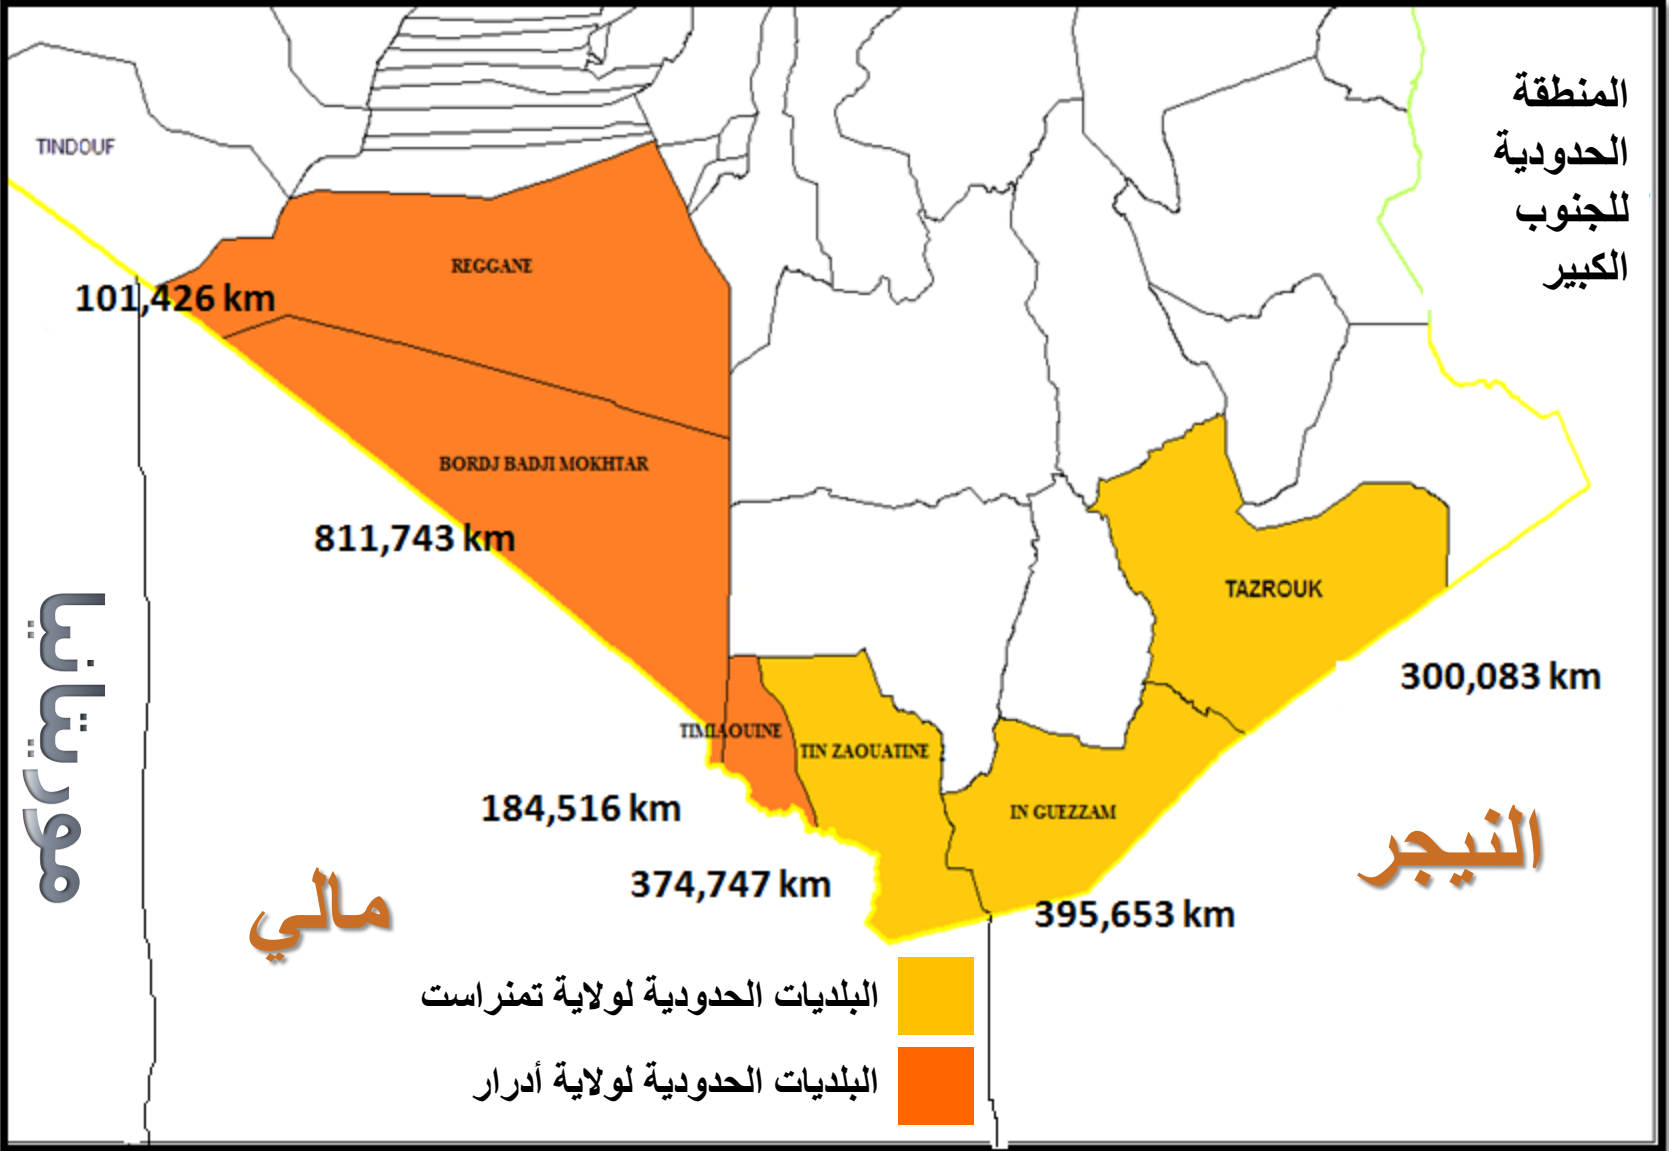 المنطقة
الحدودية
للجنوب
الكبير
TINDOUF
REGGANE
101,426 km
BORDJ BADJI MOKHTAR
811,743 km
TAZROUK
300,083 km
TIMIAOUINE
TIN ZAOUATINE
184,516 km
IN GUEZZAM
374,747 km
395,653 km
موريتانيا
مالي
النيجر
البلديات الحدودية لولاية تمنراست
البلديات الحدودية لولاية أدرار